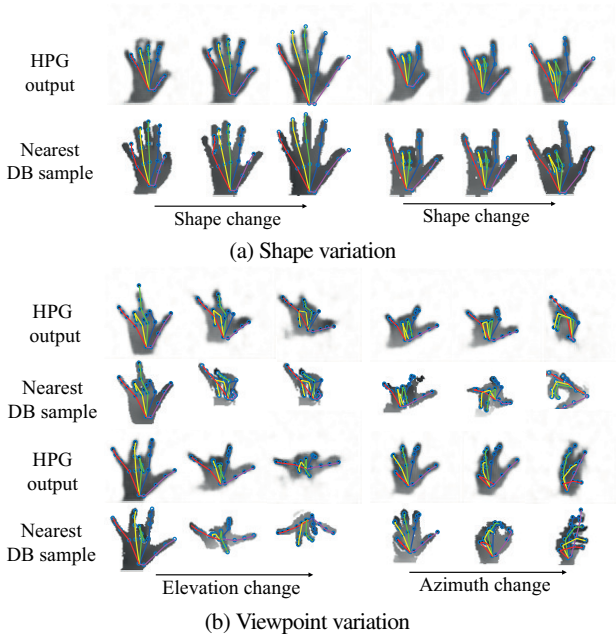 HPG
output
Nearest
DB sample
Shape change
Shape change
(a) Shape variation
HPG
output
Nearest
DB sample
HPG
output
Nearest
DB sample
Elevation change
Azimuth change
(b) Viewpoint variation